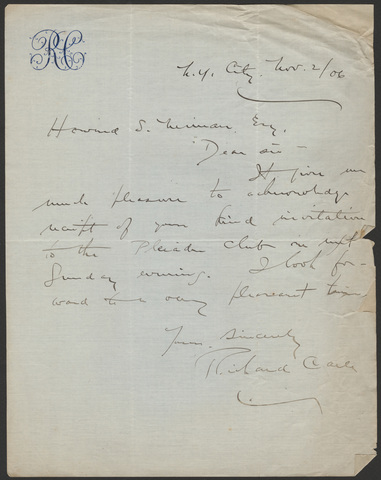 RC
N.Y. City. Nov. 2/06
Howard S. Neiman Esq.
Dear Sir –
It gives me
much pleasure to acknowledge
receipt of your kind invitation
to the Pleiades Club on next
Sunday evening. I look for-
ward to a very pleasant time.
Yours Sincerely
Richard Carle